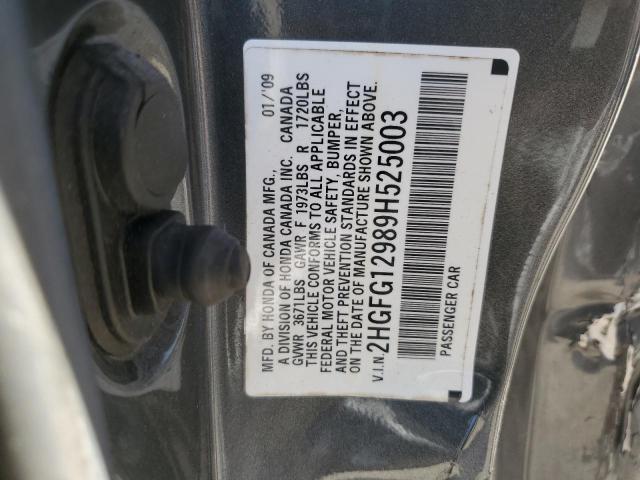 MFD. BY HONDA OF CANADA MFG., 01/'09
A DIVISION OF HONDA CANADA INC. CANADA
GVWR 3671LBS GAWR F 1973LBS R 1720LBS
THIS VEHICLE CONFORMS TO ALL APPLICABLE
FEDERAL MOTOR VEHICLE SAFETY, BUMPER,
AND THEFT PREVENTION STANDARDS IN EFFECT
ON THE DATE OF MANUFACTURE SHOWN ABOVE.
V.I.N 2HGFG12989H525003
PASSENGER CAR